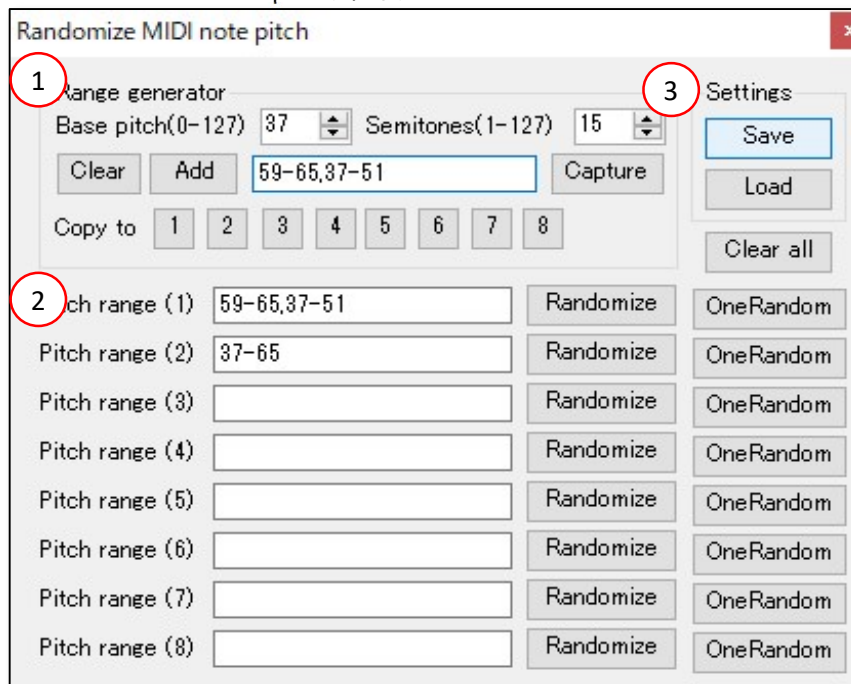 Randomize MIDI note pitch
1
Range generator
Base pitch(0-127) 37 Semitones(1-127) 15
Clear Add 59-65,37-51 Capture
Copy to 1 2 3 4 5 6 7 8
3
Settings
Save
Load
Clear all
2
Pitch range (1) 59-65,37-51 Randomize OneRandom
Pitch range (2) 37-65 Randomize OneRandom
Pitch range (3) Randomize OneRandom
Pitch range (4) Randomize OneRandom
Pitch range (5) Randomize OneRandom
Pitch range (6) Randomize OneRandom
Pitch range (7) Randomize OneRandom
Pitch range (8) Randomize OneRandom